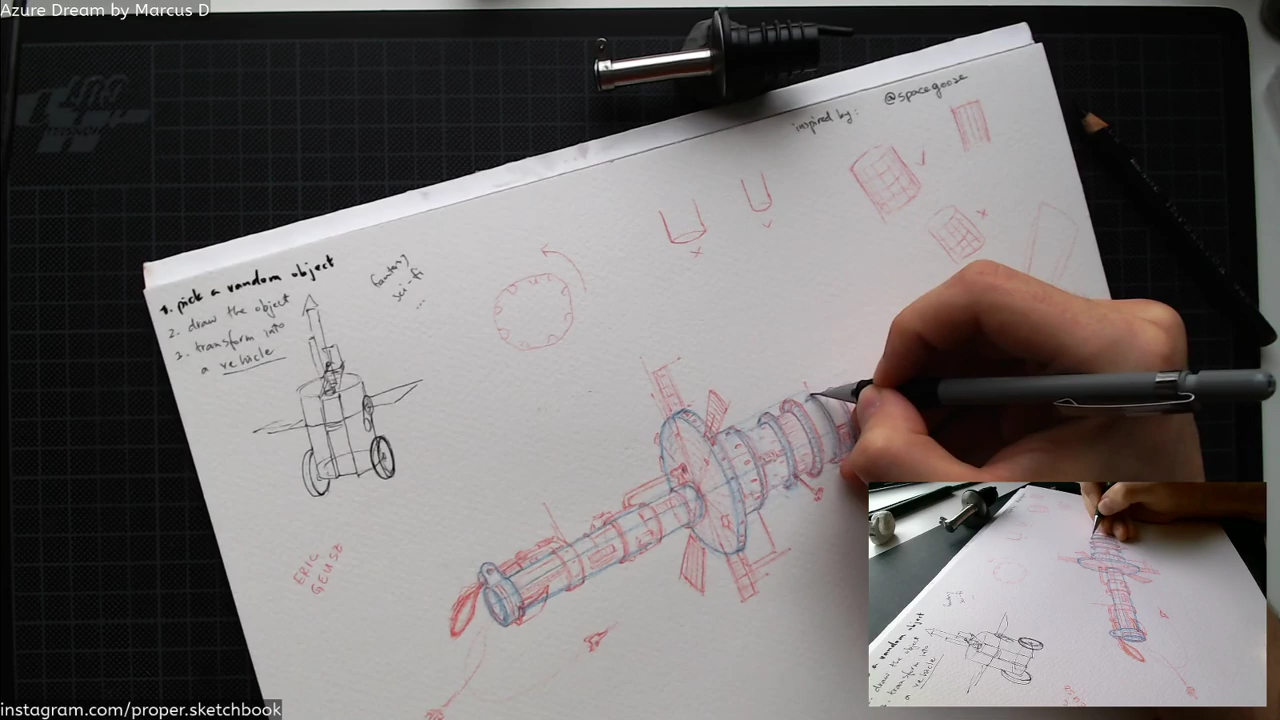 Azure Dream by Marcus D
inspired by: @spacegooze
1. pick a random object
2. draw the object
3. transform into
a vehicle
fantasy
sci-fi
...
ERIC
GEUSZ
instagram.com/proper.sketchbook